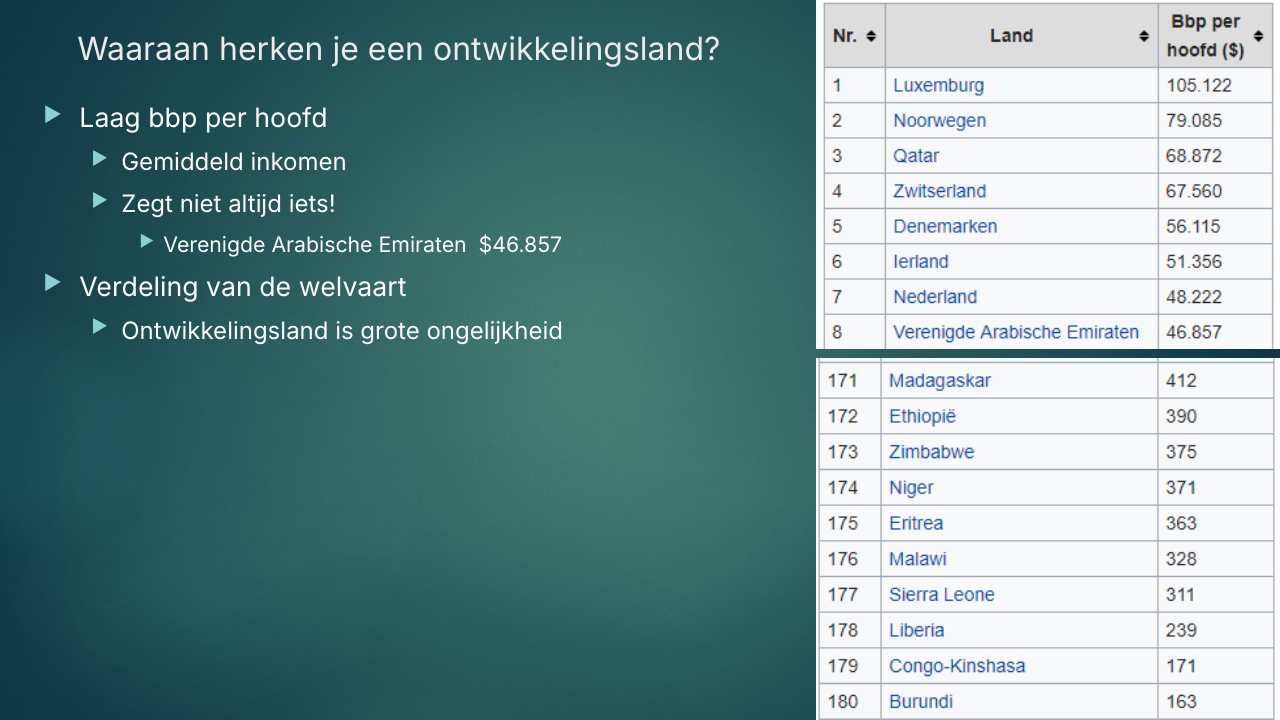 Waaraan herken je een ontwikkelingsland?
Laag bbp per hoofd
Gemiddeld inkomen
Zegt niet altijd iets!
Verenigde Arabische Emiraten $46.857
Verdeling van de welvaart
Ontwikkelingsland is grote ongelijkheid
Nr. Land Bbp per hoofd ($)
1 Luxemburg 105.122
2 Noorwegen 79.085
3 Qatar 68.872
4 Zwitserland 67.560
5 Denemarken 56.115
6 Ierland 51.356
7 Nederland 48.222
8 Verenigde Arabische Emiraten 46.857
171 Madagaskar 412
172 Ethiopië 390
173 Zimbabwe 375
174 Niger 371
175 Eritrea 363
176 Malawi 328
177 Sierra Leone 311
178 Liberia 239
179 Congo-Kinshasa 171
180 Burundi 163